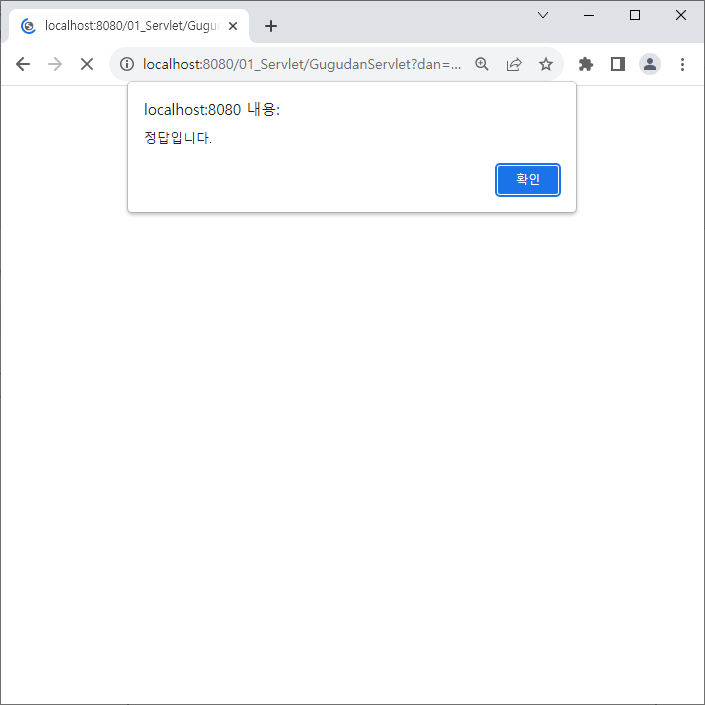 localhost:8080/01_Servlet/Gugu
localhost:8080/01_Servlet/GugudanServlet?dan=...
localhost:8080 내용:
정답입니다.
확인